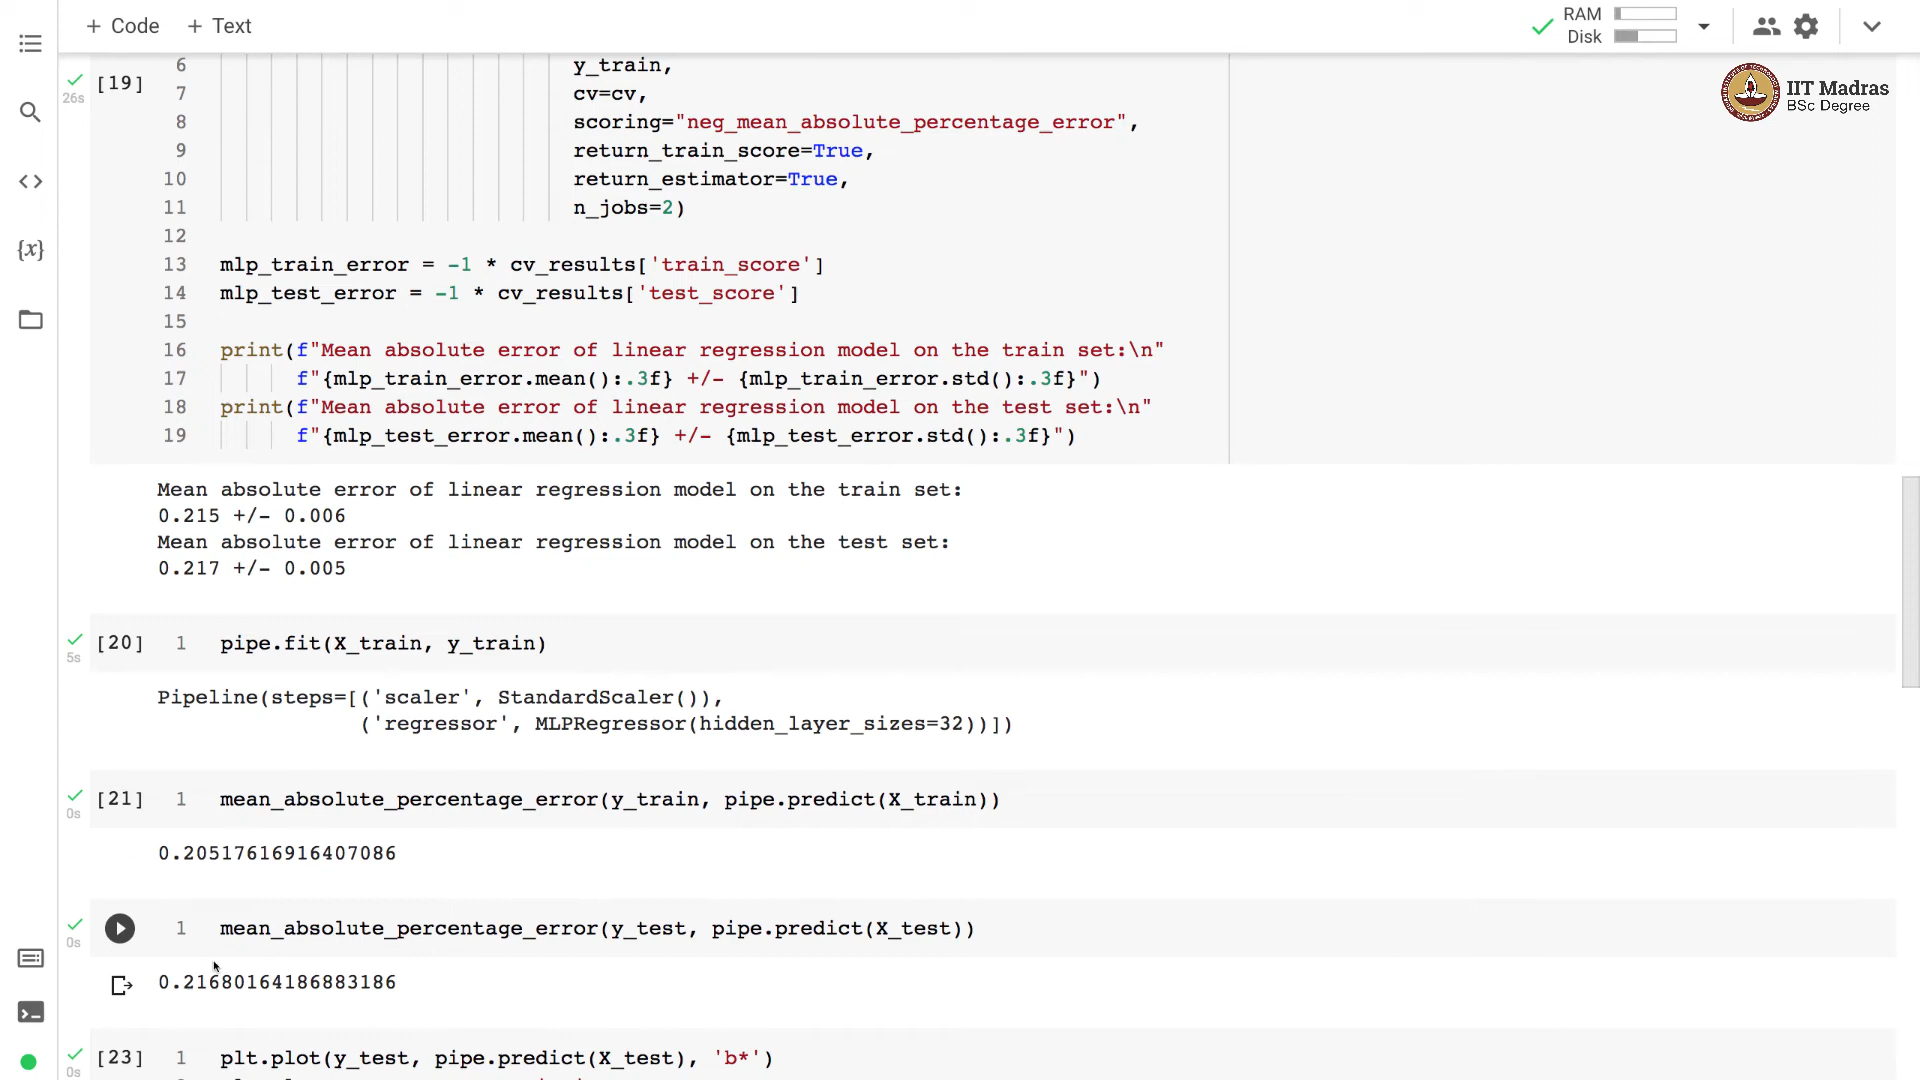 + Code + Text
RAM
Disk
IIT Madras
BSc Degree
26s
[19]
6 y_train,
7 cv=cv,
8 scoring="neg_mean_absolute_percentage_error",
9 return_train_score=True,
10 return_estimator=True,
11 n_jobs=2)
12
13 mlp_train_error = -1 * cv_results['train_score']
14 mlp_test_error = -1 * cv_results['test_score']
15
16 print(f"Mean absolute error of linear regression model on the train set:\n"
17 f"{mlp_train_error.mean():.3f} +/- {mlp_train_error.std():.3f}")
18 print(f"Mean absolute error of linear regression model on the test set:\n"
19 f"{mlp_test_error.mean():.3f} +/- {mlp_test_error.std():.3f}")
Mean absolute error of linear regression model on the train set:
0.215 +/- 0.006
Mean absolute error of linear regression model on the test set:
0.217 +/- 0.005
5s
[20] 1 pipe.fit(X_train, y_train)
Pipeline(steps=[('scaler', StandardScaler()),
('regressor', MLPRegressor(hidden_layer_sizes=32))])
0s
[21] 1 mean_absolute_percentage_error(y_train, pipe.predict(X_train))
0.20517616916407086
0s
1 mean_absolute_percentage_error(y_test, pipe.predict(X_test))
0.21680164186883186
0s
[23] 1 plt.plot(y_test, pipe.predict(X_test), 'b*')